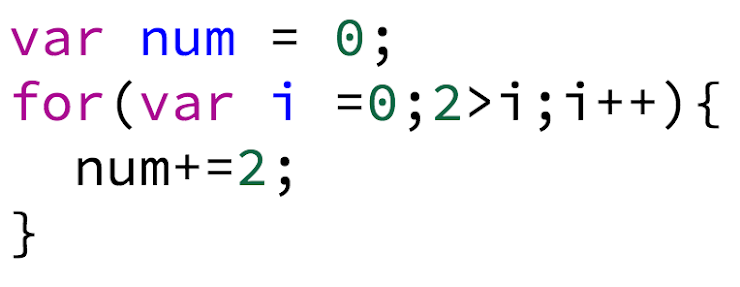 var num = 0;
for(var i =0;2>i;i++){
  num+=2;
}